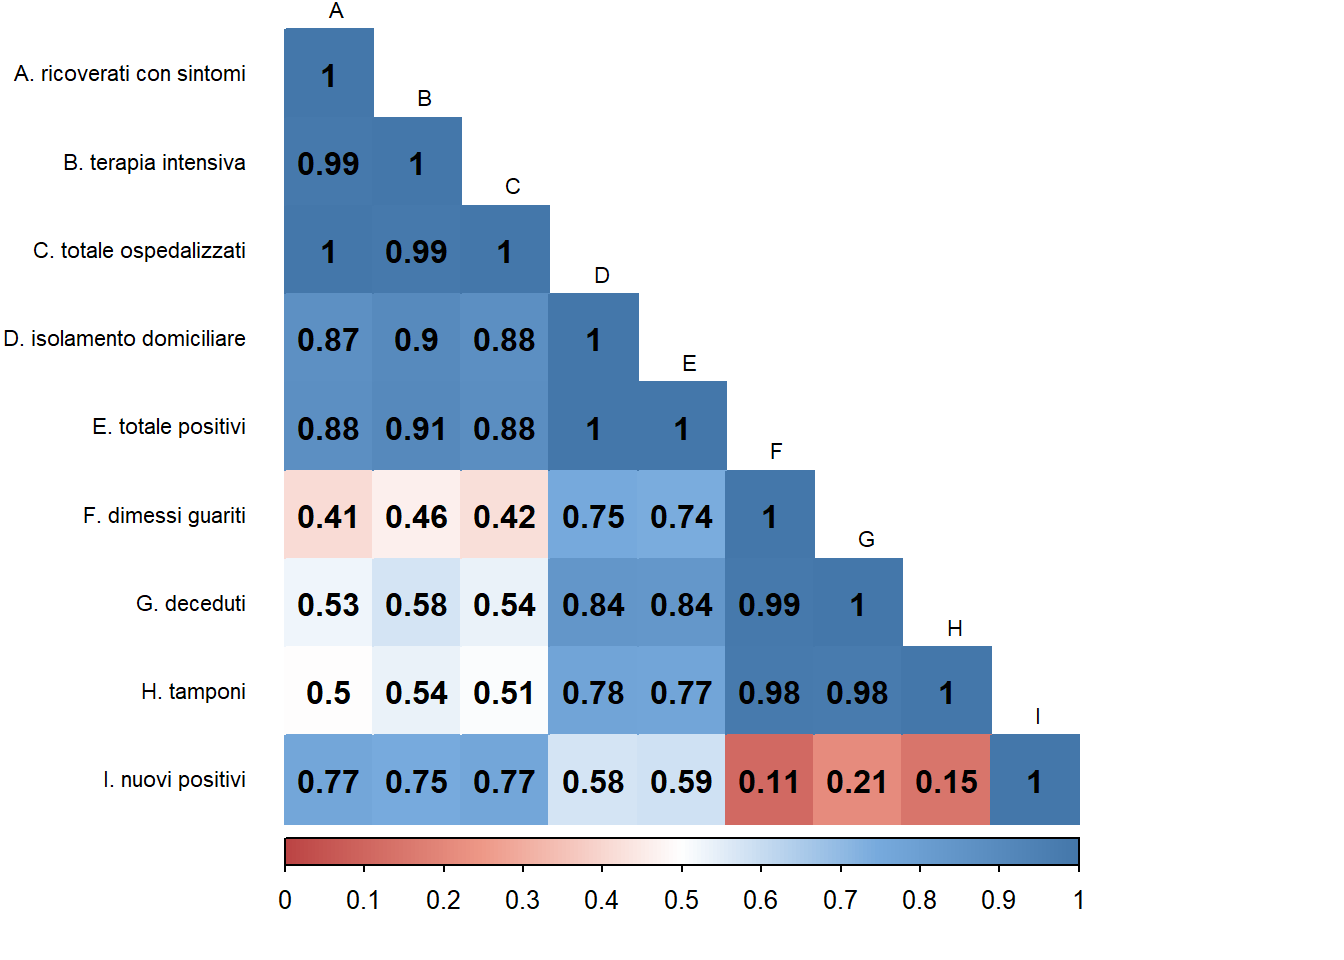 A
A. ricoverati con sintomi 1
B
B. terapia intensiva 0.99 1
C
C. totale ospedalizzati 1 0.99 1
D
D. isolamento domiciliare 0.87 0.9 0.88 1
E
E. totale positivi 0.88 0.91 0.88 1 1
F
F. dimessi guariti 0.41 0.46 0.42 0.75 0.74 1
G
G. deceduti 0.53 0.58 0.54 0.84 0.84 0.99 1
H
H. tamponi 0.5 0.54 0.51 0.78 0.77 0.98 0.98 1
I
I. nuovi positivi 0.77 0.75 0.77 0.58 0.59 0.11 0.21 0.15 1
0 0.1 0.2 0.3 0.4 0.5 0.6 0.7 0.8 0.9 1